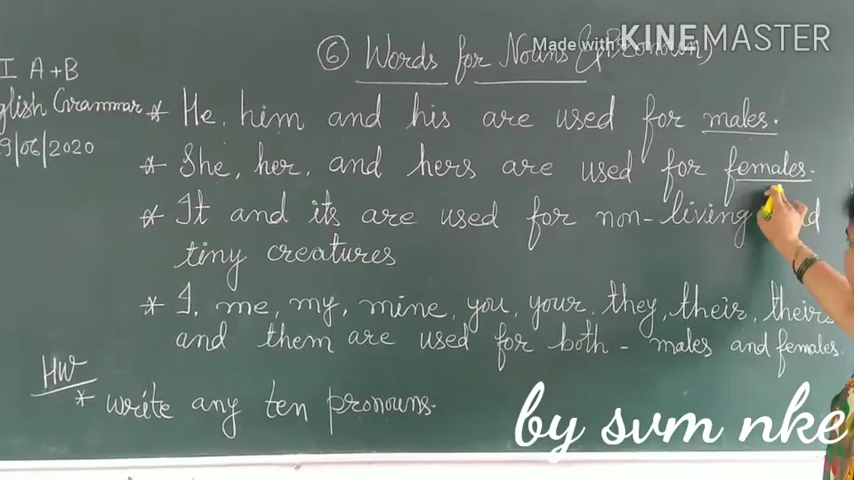 Made with KINEMASTER
6 Words for Nouns (Pronoun)
I A+B
glish Grammar
9/06/2020
* He, him and his are used for males.
* She, her, and hers are used for females.
* It and its are used for non-living
tiny creatures
* I, me, my, mine, you, your, they, their, theirs
and them are used for both - males and females.
HW
* write any ten pronouns.
by svm nke